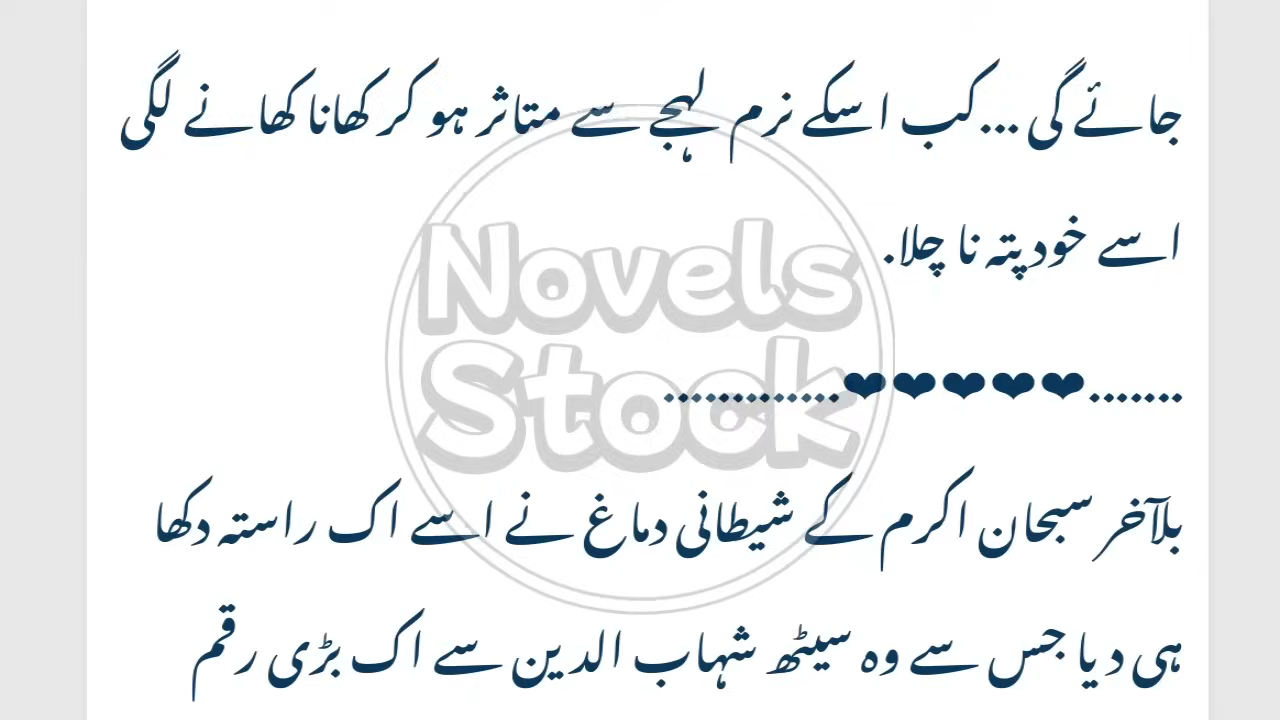 جائے گی ...کب اسکے نرم لہجے سے متاثر ہو کر کھانا کھانے لگی
اسے خود پتہ نا چلا.
.......❤❤❤❤❤.............
بلآخر سبحان اکرم کے شیطانی دماغ نے اسے اک راستہ دکھا
ہی دیا جس سے وہ سیٹھ شہاب الدین سے اک بڑی رقم
Novels
Stock